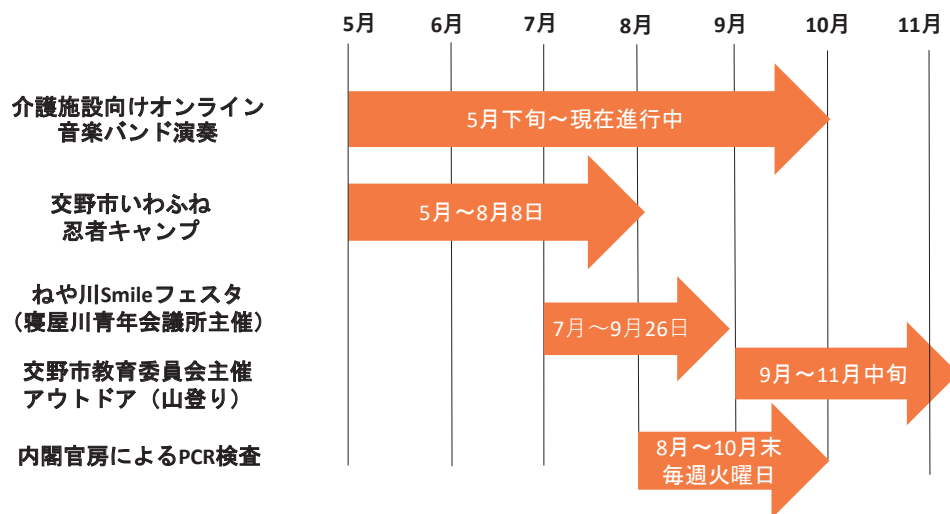 5月 6月 7月 8月 9月 10月 11月
介護施設向けオンライン
音楽バンド演奏
5月下旬～現在進行中
交野市いわふね
忍者キャンプ
5月～8月8日
ねや川Smileフェスタ
（寝屋川青年会議所主催）
7月～9月26日
交野市教育委員会主催
アウトドア（山登り）
9月～11月中旬
内閣官房によるPCR検査
8月～10月末
毎週火曜日